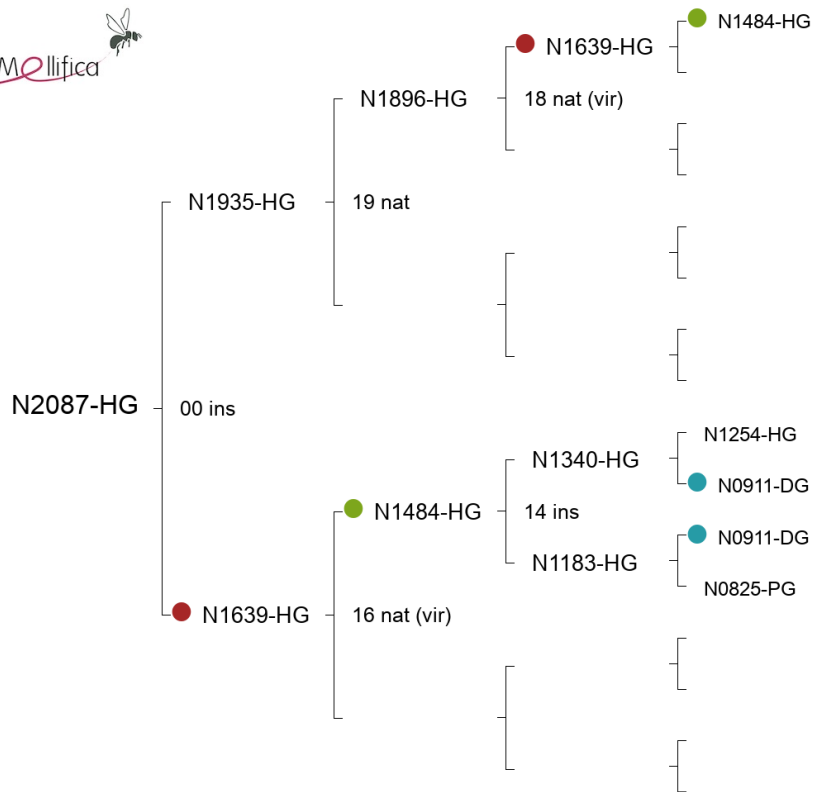 Mellifica
N1484-HG
N1639-HG
N1896-HG
18 nat (vir)
N1935-HG
19 nat
N2087-HG
00 ins
N1254-HG
N1340-HG
N0911-DG
N1484-HG
14 ins
N0911-DG
N1183-HG
N0825-PG
N1639-HG
16 nat (vir)